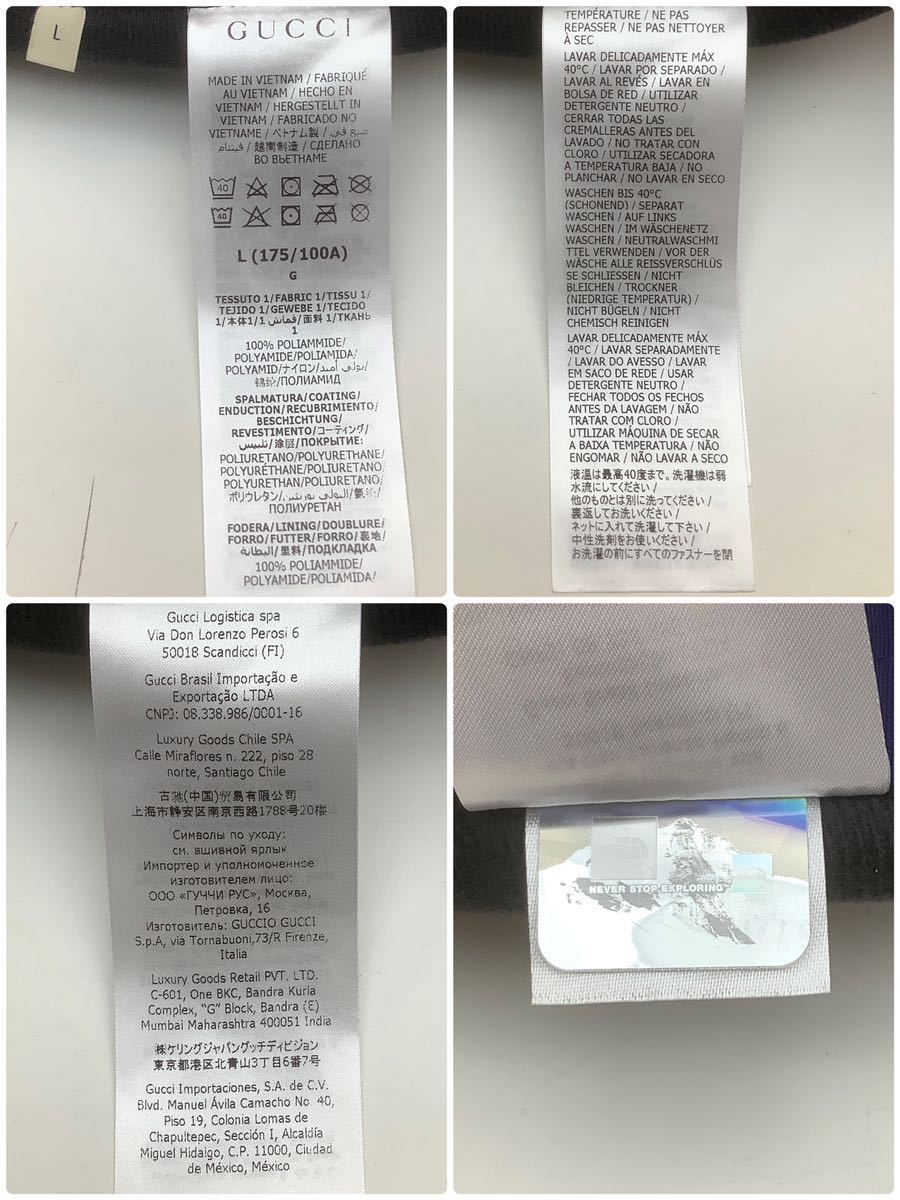 L
GUCCI
MADE IN VIETNAM / FABRIQUÉ
AU VIETNAM / HECHO EN
VIETNAM / HERGESTELLT IN
VIETNAM / FABRICADO NO
VIETNAME / ベトナム製 / صنع في
فيتنام / 越南制造 / СДЕЛАНО
ВО ВЬЕТНАМЕ
40
40
L (175/100A)
G
TESSUTO 1/FABRIC 1/TISSU 1/
TEJIDO 1/GEWEBE 1/TECIDO
1/本体1/1 قماش/面料 1/ТКАНЬ
1
100% POLIAMMIDE/
POLYAMIDE/POLIAMIDA/
POLYAMID/ナイロン/بولي أميد/
锦纶/ПОЛИАМИД
SPALMATURA/COATING/
ENDUCTION/RECUBRIMIENTO/
BESCHICHTUNG/
REVESTIMENTO/コーティング/
تلبيس/涂层/ПОКРЫТИЕ:
POLIURETANO/POLYURETHANE/
POLYURÉTHANE/POLIURETANO/
POLYURETHAN/POLIURETANO/
ポリウレタン/البولي يوريثين/氨纶/
ПОЛИУРЕТАН
FODERA/LINING/DOUBLURE/
FORRO/FUTTER/FORRO/裏地/
البطانة/里料/ПОДКЛАДКА
100% POLIAMMIDE/
POLYAMIDE/POLIAMIDA/
TEMPÉRATURE / NE PAS
REPASSER / NE PAS NETTOYER
À SEC
LAVAR DELICADAMENTE MÁX
40°C / LAVAR POR SEPARADO /
LAVAR AL REVÉS / LAVAR EN
BOLSA DE RED / UTILIZAR
DETERGENTE NEUTRO /
CERRAR TODAS LAS
CREMALLERAS ANTES DEL
LAVADO / NO TRATAR CON
CLORO / UTILIZAR SECADORA
A TEMPERATURA BAJA / NO
PLANCHAR / NO LAVAR EN SECO
WASCHEN BIS 40°C
(SCHONEND) / SEPARAT
WASCHEN / AUF LINKS
WASCHEN / IM WÄSCHENETZ
WASCHEN / NEUTRALWASCHMI
TTEL VERWENDEN / VOR DER
WÄSCHE ALLE REISSVERSCHLÜS
SE SCHLIESSEN / NICHT
BLEICHEN / TROCKNER
(NIEDRIGE TEMPERATUR) /
NICHT BÜGELN / NICHT
CHEMISCH REINIGEN
LAVAR DELICADAMENTE MÁX
40°C / LAVAR SEPARADAMENTE
/ LAVAR DO AVESSO / LAVAR
EM SACO DE REDE / USAR
DETERGENTE NEUTRO /
FECHAR TODOS OS FECHOS
ANTES DA LAVAGEM / NÃO
TRATAR COM CLORO /
UTILIZAR MÁQUINA DE SECAR
A BAIXA TEMPERATURA / NÃO
ENGOMAR / NÃO LAVAR A SECO
液温は最高40度まで。洗濯機は弱
水流にしてください /
他のものとは別に洗ってください /
裏返してお洗いください /
ネットに入れて洗濯して下さい /
中性洗剤をお使いください /
お洗濯の前にすべてのファスナーを閉
Gucci Logistica spa
Via Don Lorenzo Perosi 6
50018 Scandicci (FI)
Gucci Brasil Importação e
Exportação LTDA
CNPJ: 08.338.986/0001-16
Luxury Goods Chile SPA
Calle Miraflores n. 222, piso 28
norte, Santiago Chile
古驰(中国)贸易有限公司
上海市静安区南京西路1788号20楼
Символы по уходу:
см. вшивной ярлык
Импортер и уполномоченное
изготовителем лицо:
ООО «ГУЧЧИ РУС», Москва,
Петровка, 16
Изготовитель: GUCCIO GUCCI
S.p.A, via Tornabuoni,73/R Firenze,
Italia
Luxury Goods Retail PVT. LTD.
C-601, One BKC, Bandra Kurla
Complex, "G" Block, Bandra (E)
Mumbai Maharashtra 400051 India
㈱ケリングジャパングッチディビジョン
東京都港区北青山3丁目6番7号
Gucci Importaciones, S.A. de C.V.
Blvd. Manuel Ávila Camacho No. 40,
Piso 19, Colonia Lomas de
Chapultepec, Sección I, Alcaldía
Miguel Hidalgo, C.P. 11000, Ciudad
de México, México
NEVER STOP EXPLORING™